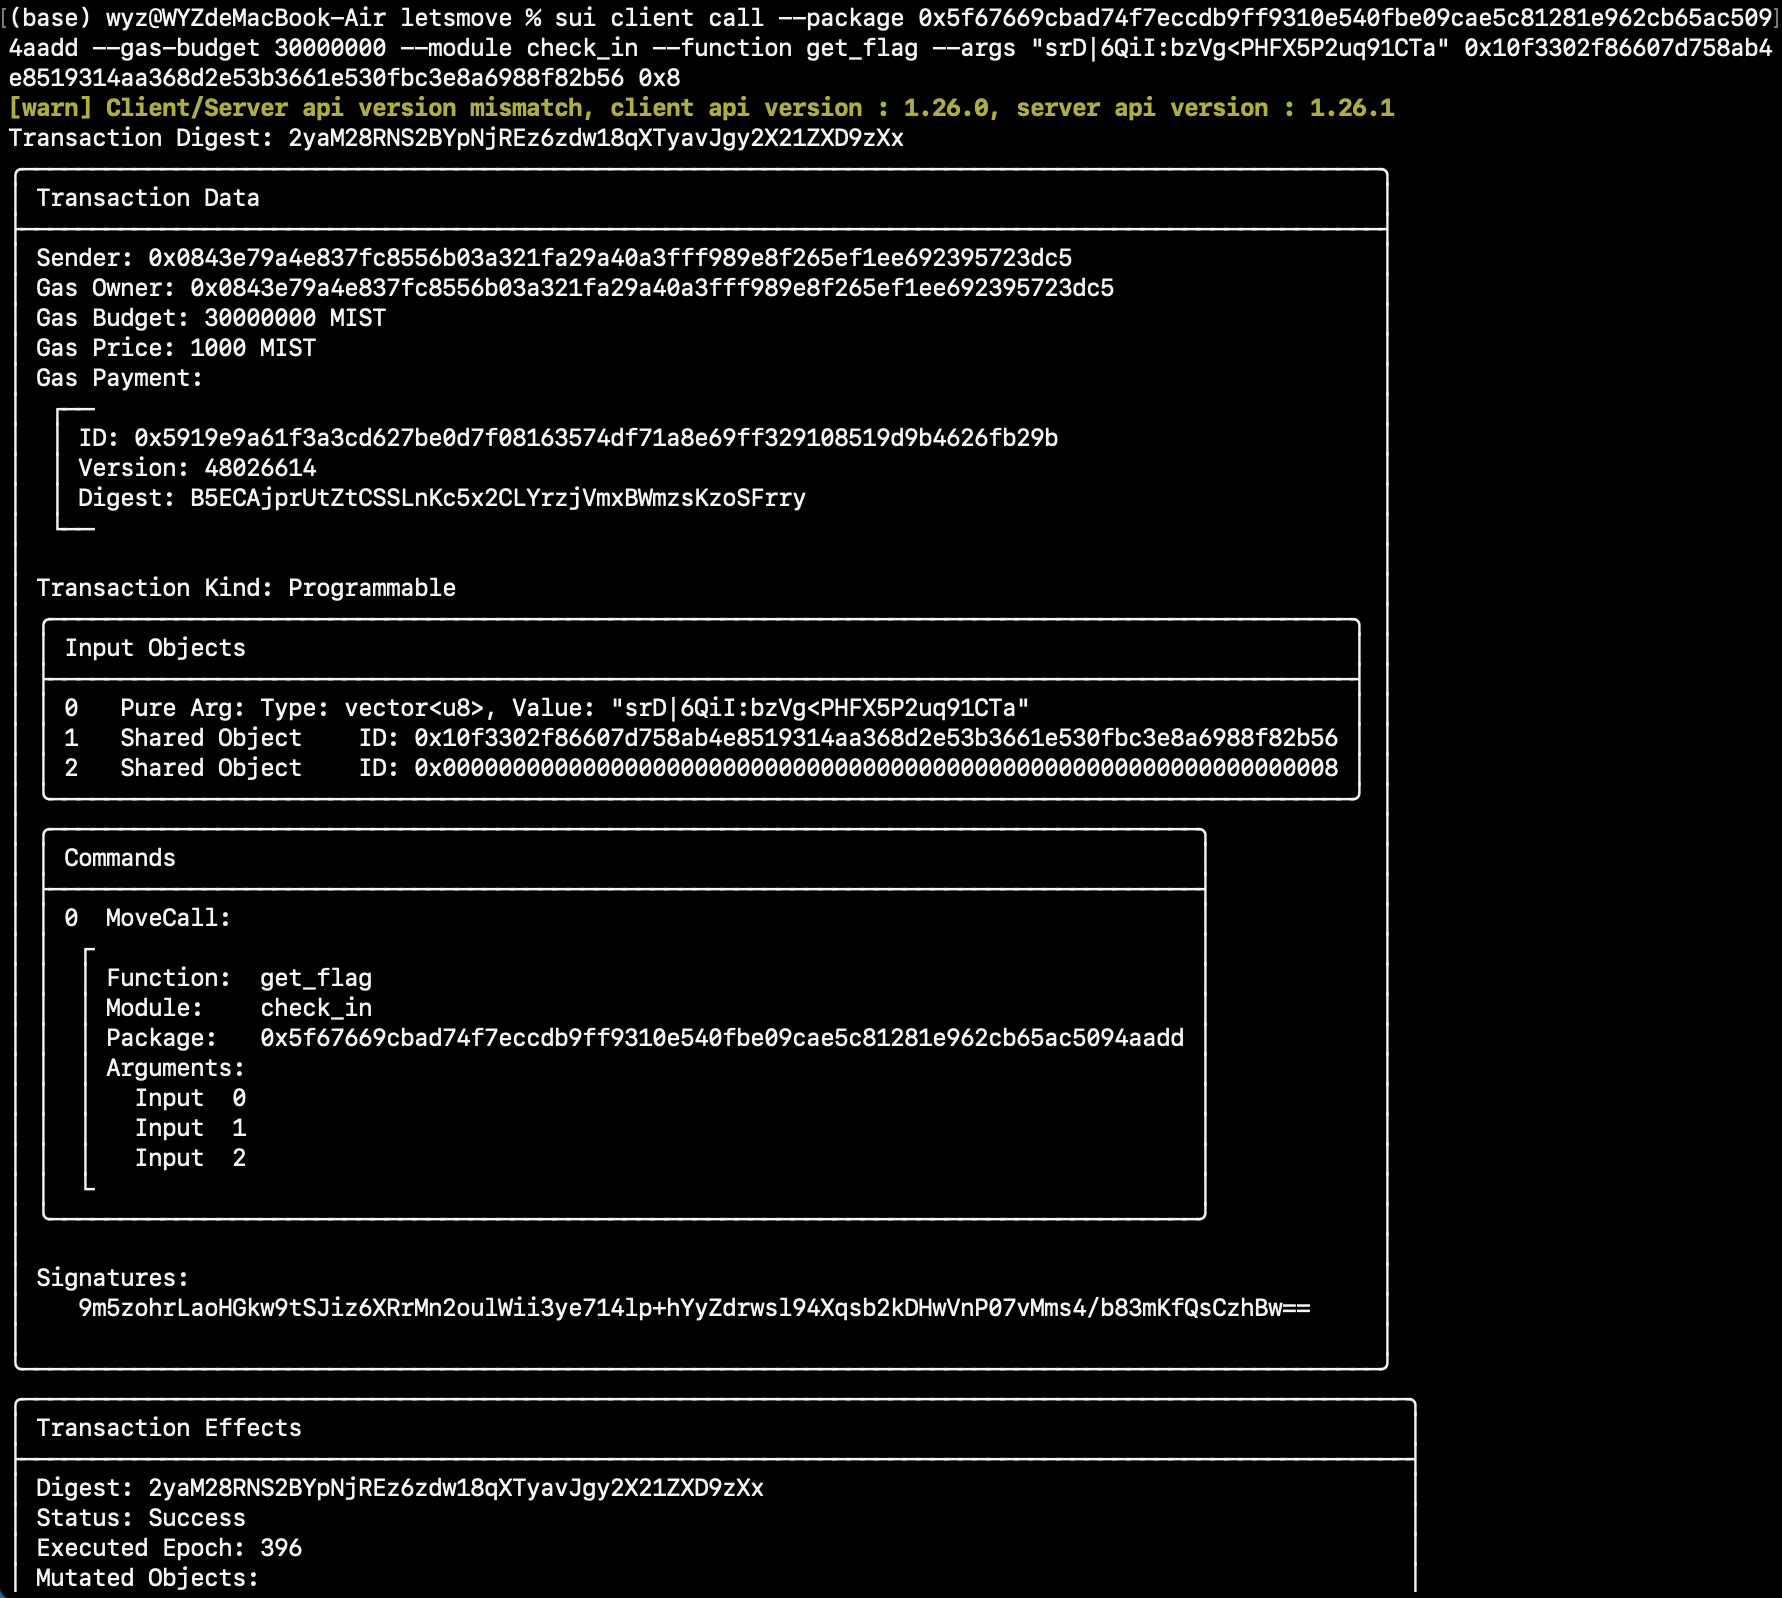 (base) wyz@WYZdeMacBook-Air letsmove % sui client call --package 0x5f67669cbad74f7eccdb9ff9310e540fbe09cae5c81281e962cb65ac509
4aadd --gas-budget 30000000 --module check_in --function get_flag --args "srD|6QiI:bzVg<PHFX5P2uq91CTa" 0x10f3302f86607d758ab4
e8519314aa368d2e53b3661e530fbc3e8a6988f82b56 0x8
[warn] Client/Server api version mismatch, client api version : 1.26.0, server api version : 1.26.1
Transaction Digest: 2yaM28RNS2BYpNjREz6zdw18qXTyavJgy2X21ZXD9zXx
Transaction Data
Sender: 0x0843e79a4e837fc8556b03a321fa29a40a3fff989e8f265ef1ee692395723dc5
Gas Owner: 0x0843e79a4e837fc8556b03a321fa29a40a3fff989e8f265ef1ee692395723dc5
Gas Budget: 30000000 MIST
Gas Price: 1000 MIST
Gas Payment:
ID: 0x5919e9a61f3a3cd627be0d7f08163574df71a8e69ff329108519d9b4626fb29b
Version: 48026614
Digest: B5ECAjprUtZtCSSLnKc5x2CLYrzjVmxBWmzsKzoSFrry
Transaction Kind: Programmable
Input Objects
0 Pure Arg: Type: vector<u8>, Value: "srD|6QiI:bzVg<PHFX5P2uq91CTa"
1 Shared Object ID: 0x10f3302f86607d758ab4e8519314aa368d2e53b3661e530fbc3e8a6988f82b56
2 Shared Object ID: 0x0000000000000000000000000000000000000000000000000000000000000008
Commands
0 MoveCall:
Function: get_flag
Module: check_in
Package: 0x5f67669cbad74f7eccdb9ff9310e540fbe09cae5c81281e962cb65ac5094aadd
Arguments:
Input 0
Input 1
Input 2
Signatures:
9m5zohrLaoHGkw9tSJiz6XRrMn2oulWii3ye714lp+hYyZdrwsl94Xqsb2kDHwVnP07vMms4/b83mKfQsCzhBw==
Transaction Effects
Digest: 2yaM28RNS2BYpNjREz6zdw18qXTyavJgy2X21ZXD9zXx
Status: Success
Executed Epoch: 396
Mutated Objects: